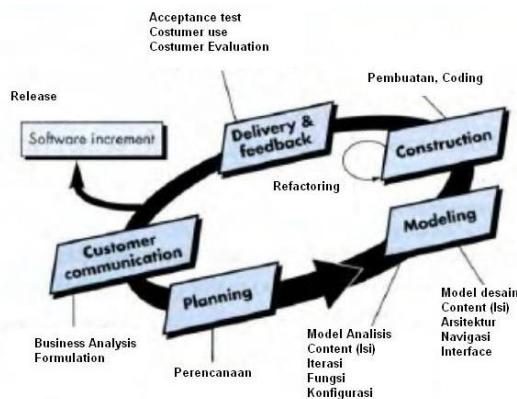 Acceptance test
Costumer use
Costumer Evaluation
Pembuatan, Coding
Release
Software increment
Delivery &
feedback
Construction
Refactoring
Modeling
Customer
communication
Planning
Business Analysis
Formulation
Perencanaan
Model Analisis
Content (Isi)
Iterasi
Fungsi
Konfigurasi
Model desain
Content (Isi)
Arsitektur
Navigasi
Interface